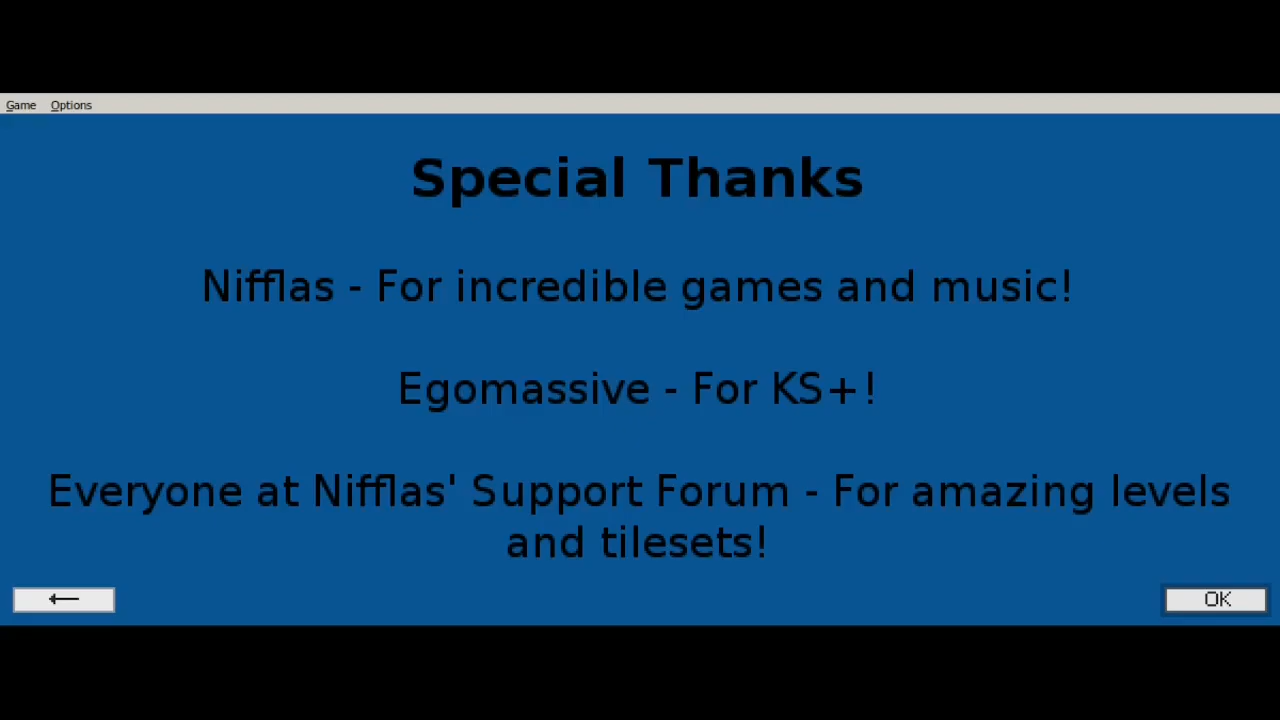 Game Options
Special Thanks
Nifflas - For incredible games and music!
Egomassive - For KS+!
Everyone at Nifflas' Support Forum - For amazing levels
and tilesets!
OK